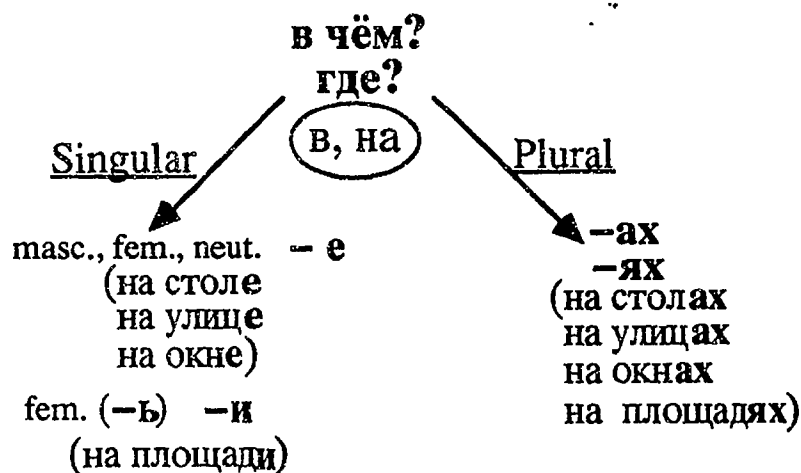 в чём?
где?
в, на
Singular
masc., fem., neut. – е
(на столе
на улице
на окне)
fem. (–ь) –и
(на площади)
Plural
–ах
–ях
(на столах
на улицах
на окнах
на площадях)